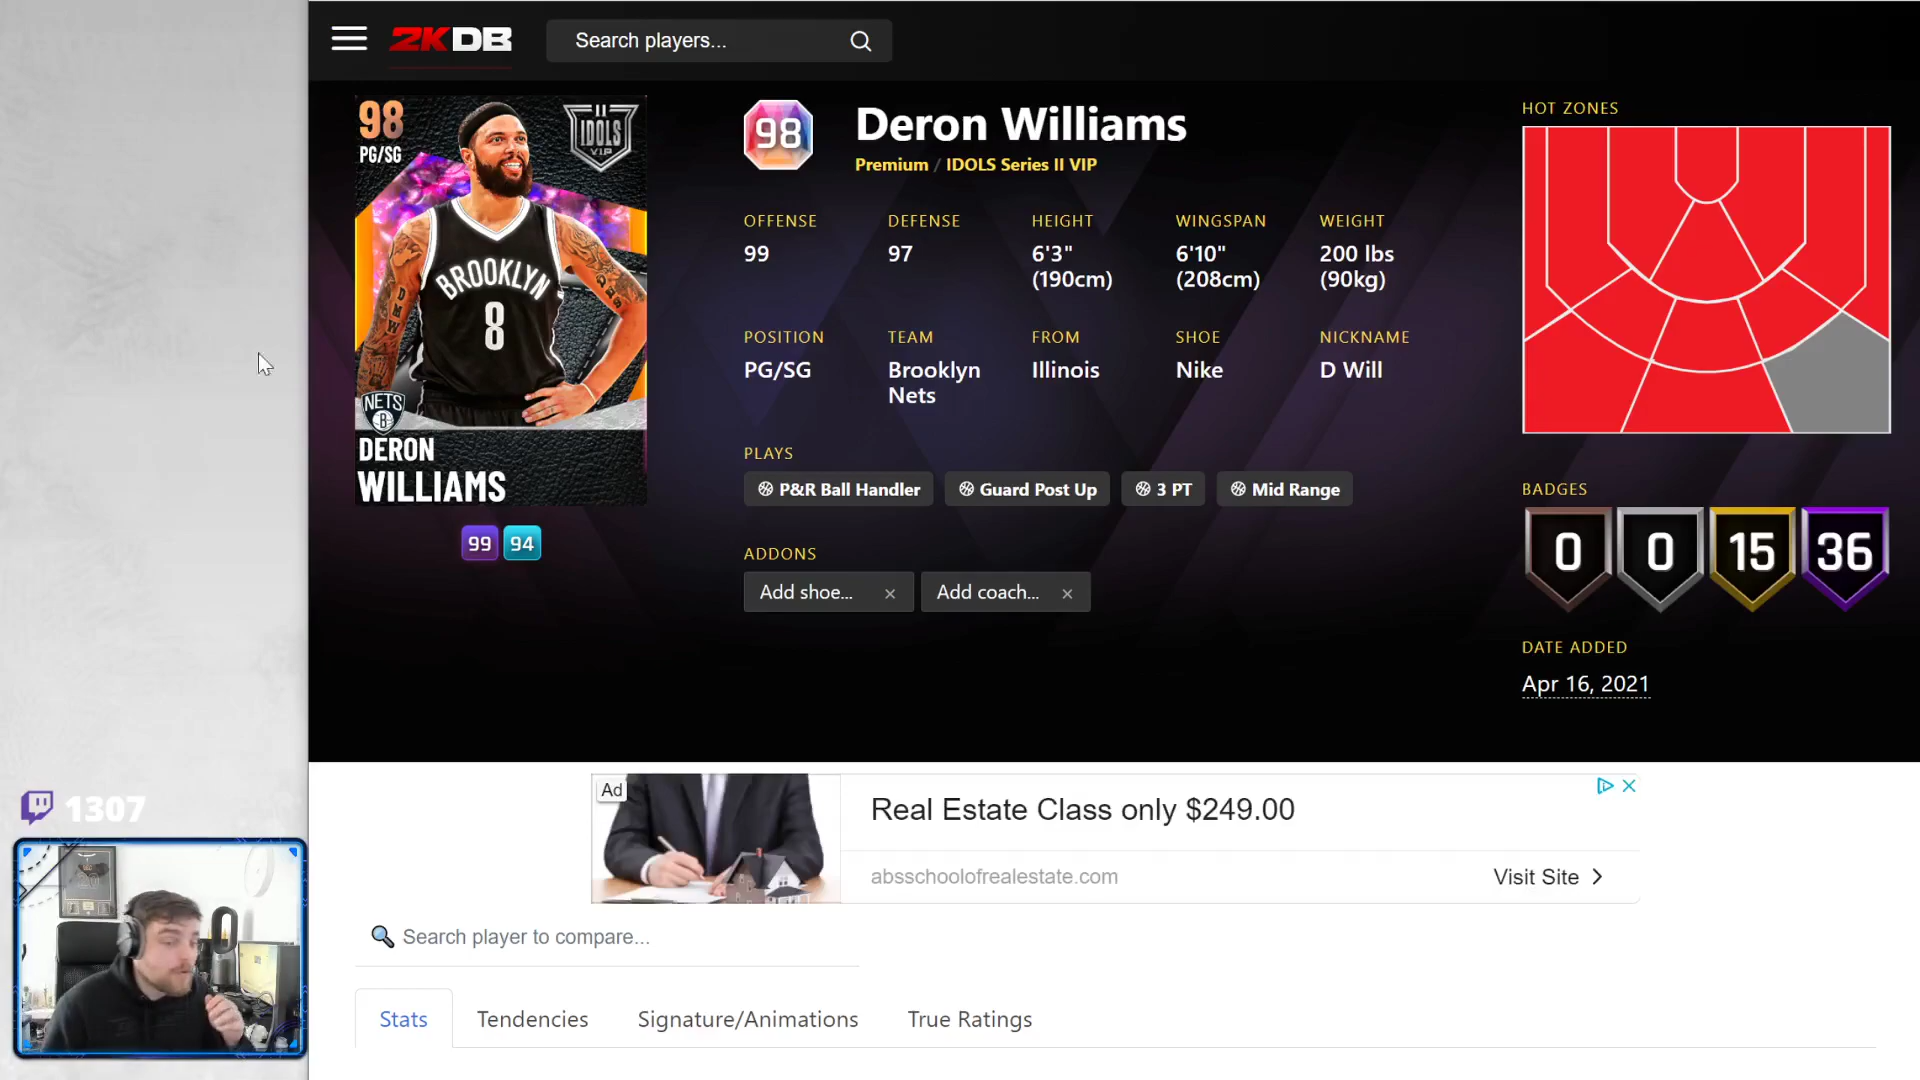 2KDB
Search players...
98
PG/SG
II
IDOLS
VIP
BROOKLYN
8
NETS
B
DERON
WILLIAMS
99 94
98
Deron Williams
Premium / IDOLS Series II VIP
OFFENSE DEFENSE HEIGHT WINGSPAN WEIGHT
99 97 6'3" 6'10" 200 lbs
(190cm) (208cm) (90kg)
POSITION TEAM FROM SHOE NICKNAME
PG/SG Brooklyn Illinois Nike D Will
Nets
PLAYS
P&R Ball Handler Guard Post Up 3 PT Mid Range
ADDONS
Add shoe... × Add coach... ×
HOT ZONES
BADGES
0 0 15 36
DATE ADDED
Apr 16, 2021
Ad
Real Estate Class only $249.00
absschoolofrealestate.com
Visit Site
Search player to compare...
Stats Tendencies Signature/Animations True Ratings
1307